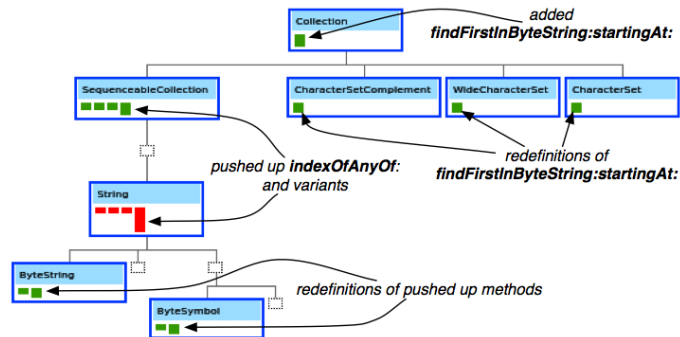 Collection
added
findFirstInByteString:startingAt:
SequenceableCollection
CharacterSetComplement
WideCharacterSet
CharacterSet
pushed up indexOfAnyOf:
and variants
redefinitions of
findFirstInByteString:startingAt:
String
ByteString
redefinitions of pushed up methods
ByteSymbol